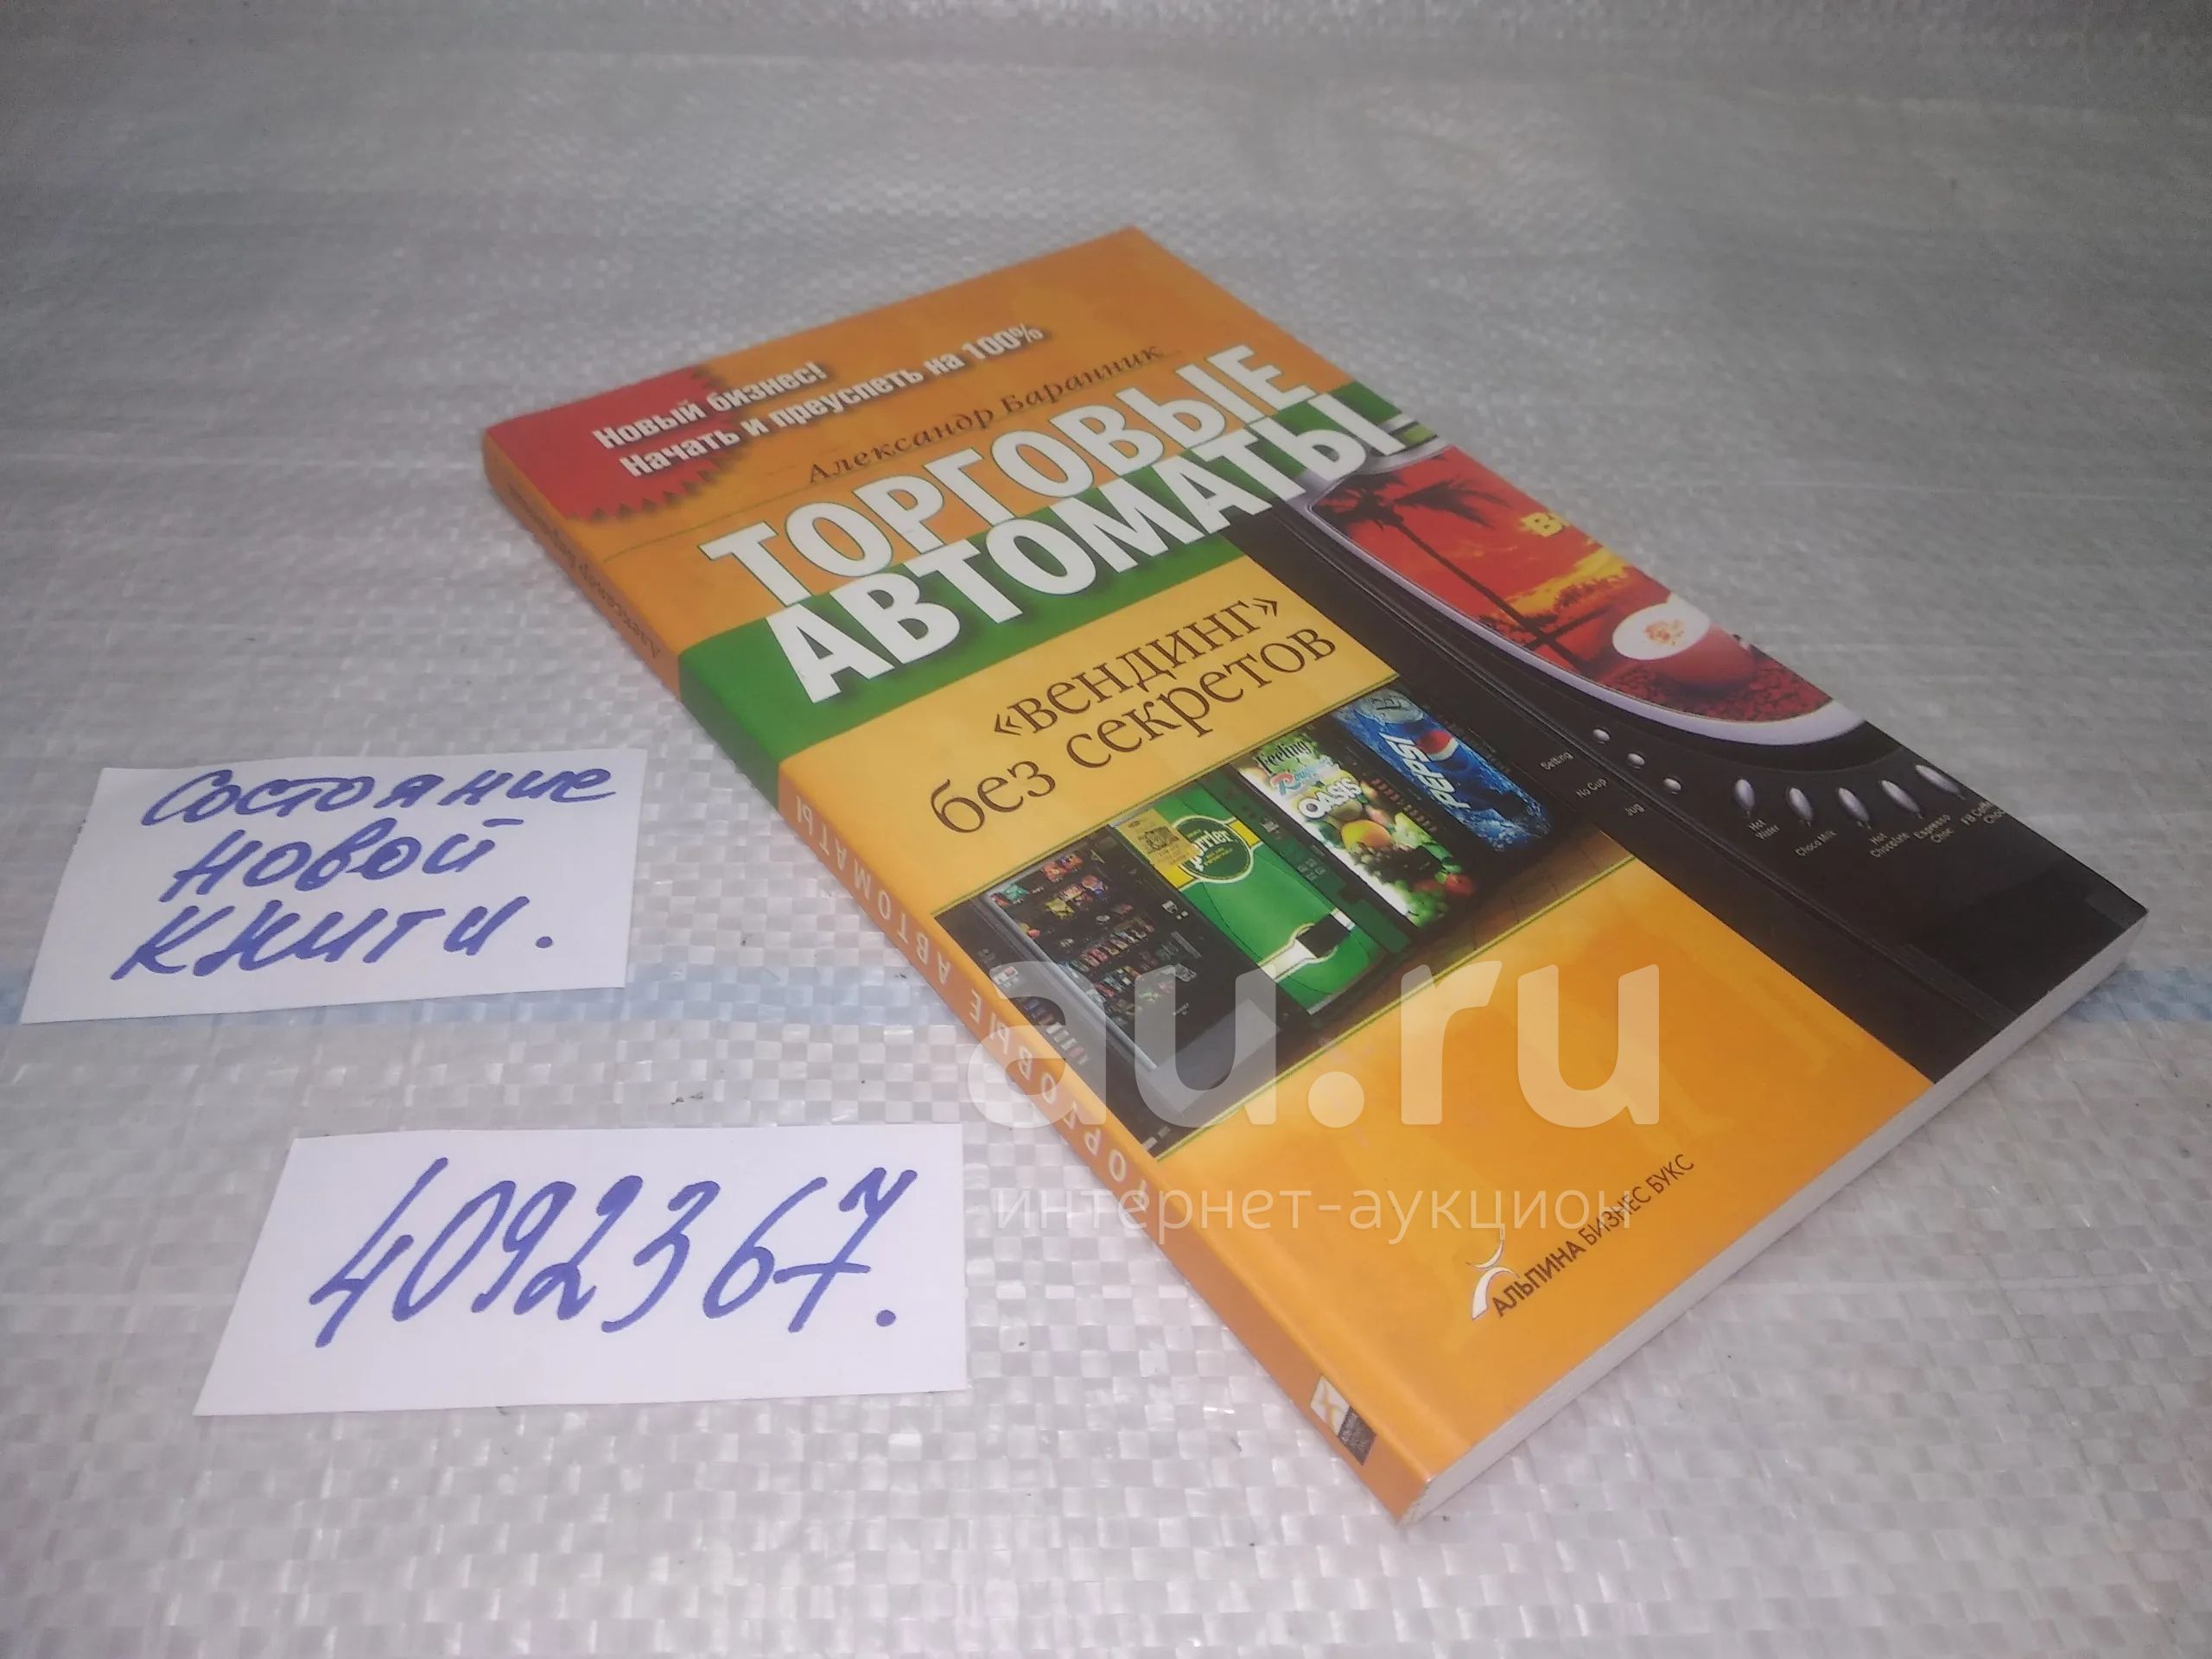 Новый бизнес!
Начать и преуспеть на 100%
Александр Баранник
ТОРГОВЫЕ
АВТОМАТЫ
«вендинг»
без секретов
Feeling
OASIS
PEPSI
Setting
No Cup
Jug
Hot Water
Choco Milk
Hot Chocolate
Espresso Choc
АЛЬПИНА БИЗНЕС БУКС
ТОРГОВЫЕ АВТОМАТЫ
Состояние
новой
книги.
4092367.
au.ru
интернет-аукцион